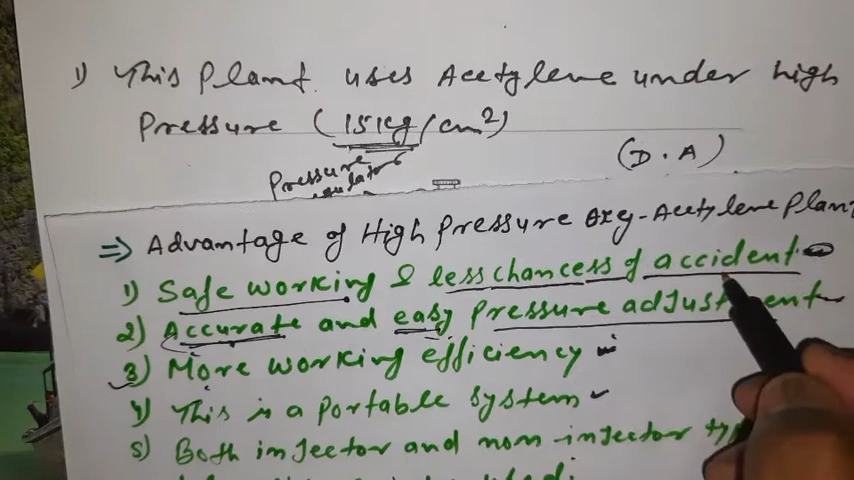 1) This Plant uses Acetylene under high
Pressure (15 kg/cm²)
Pressure
(D.A)
⇒ Advantage of High Pressure Oxy-Acetylene Plant
1) Safe working & less chancess of accident
2) Accurate and easy Pressure adjustment
3) More working efficiency
4) This is a portable system
5) Both injector and non-injector